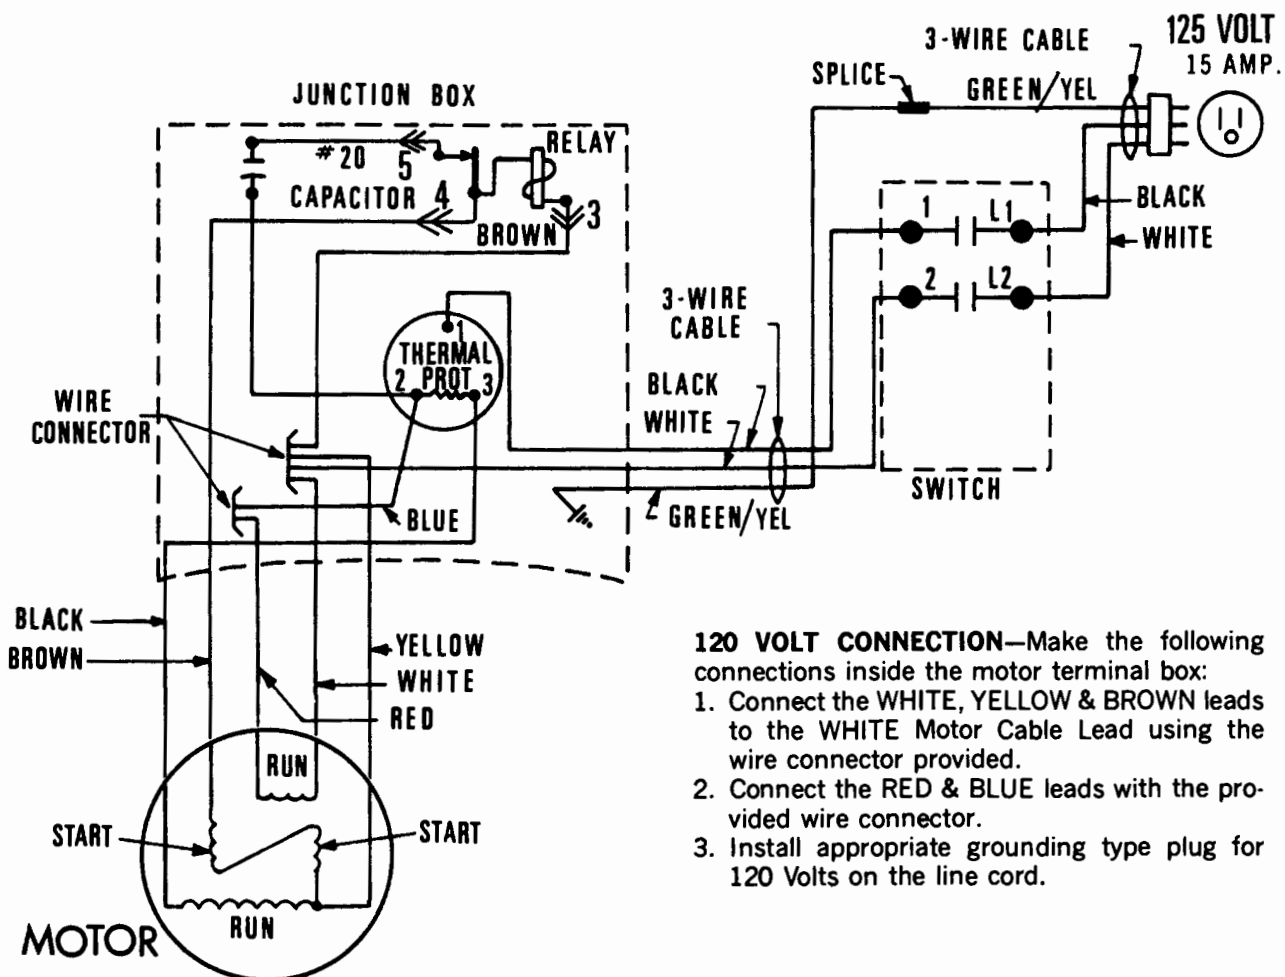 3-WIRE CABLE
125 VOLT
15 AMP.
SPLICE
GREEN/YEL
JUNCTION BOX
RELAY
#20
5
CAPACITOR 4
BROWN
3
BLACK
WHITE
1
L1
2
L2
3-WIRE
CABLE
1
THERMAL
2 PROT 3
BLACK
WHITE
WIRE
CONNECTOR
SWITCH
GREEN/YEL
BLUE
BLACK
BROWN
YELLOW
WHITE
RED
RUN
START
START
RUN
MOTOR
120 VOLT CONNECTION—Make the following
connections inside the motor terminal box:
1. Connect the WHITE, YELLOW & BROWN leads
to the WHITE Motor Cable Lead using the
wire connector provided.
2. Connect the RED & BLUE leads with the pro-
vided wire connector.
3. Install appropriate grounding type plug for
120 Volts on the line cord.